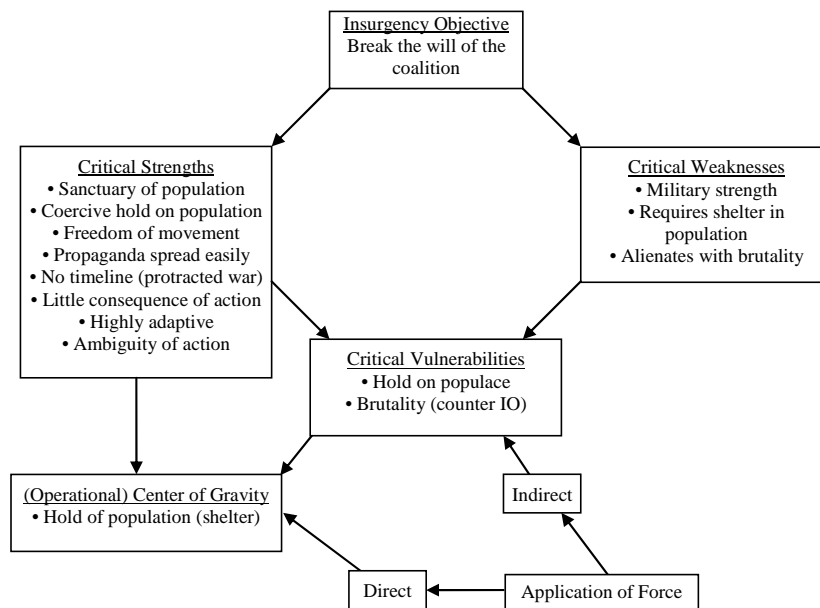 Insurgency Objective
Break the will of the
coalition
Critical Strengths
• Sanctuary of population
• Coercive hold on population
• Freedom of movement
• Propaganda spread easily
• No timeline (protracted war)
• Little consequence of action
• Highly adaptive
• Ambiguity of action
Critical Weaknesses
• Military strength
• Requires shelter in
population
• Alienates with brutality
Critical Vulnerabilities
• Hold on populace
• Brutality (counter IO)
(Operational) Center of Gravity
• Hold of population (shelter)
Indirect
Direct
Application of Force